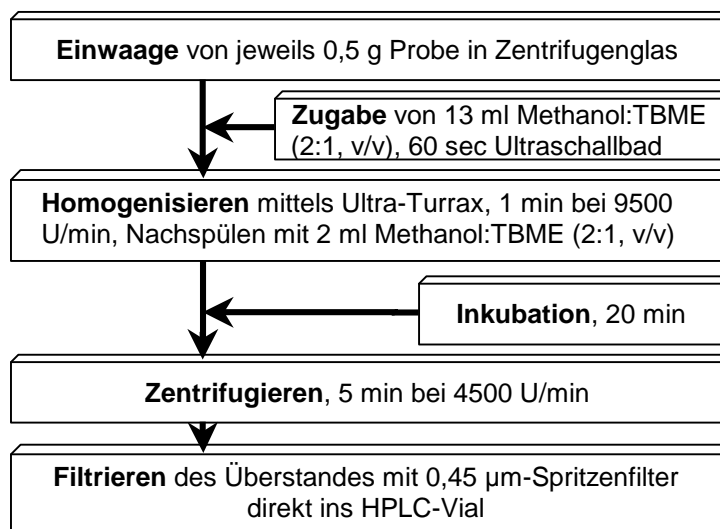 Einwaage von jeweils 0,5 g Probe in Zentrifugenglas
Zugabe von 13 ml Methanol:TBME
(2:1, v/v), 60 sec Ultraschallbad
Homogenisieren mittels Ultra-Turrax, 1 min bei 9500
U/min, Nachspülen mit 2 ml Methanol:TBME (2:1, v/v)
Inkubation, 20 min
Zentrifugieren, 5 min bei 4500 U/min
Filtrieren des Überstandes mit 0,45 µm-Spritzenfilter
direkt ins HPLC-Vial